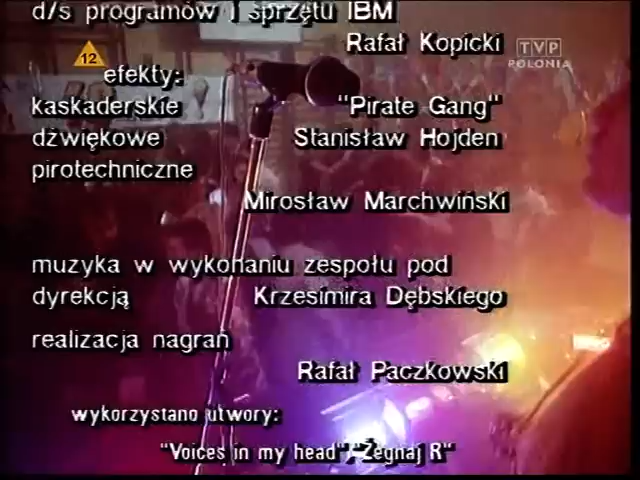 d/s programów i sprzętu IBM
Rafał Kopicki
TVP
POLONIA
12
efekty:
kaskaderskie "Pirate Gang"
dźwiękowe Stanisław Hojden
pirotechniczne
Mirosław Marchwiński
muzyka w wykonaniu zespołu pod
dyrekcją Krzesimira Dębskiego
realizacja nagrań
Rafał Paczkowski
wykorzystano utwory:
"Voices in my head","Żegnaj R"